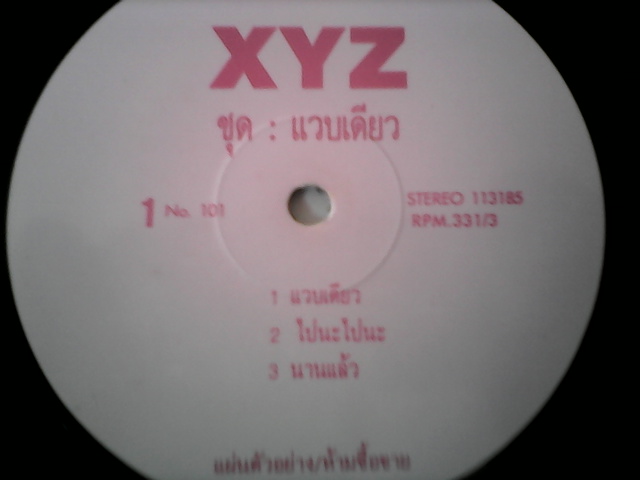 XYZ
ชุด : แวบเดียว
1 No. 101
STEREO 113185
RPM.331/3
1 แวบเดียว
2 ไปนะไปนะ
3 นานแล้ว
แผ่นตัวอย่าง/ห้ามซื้อขาย